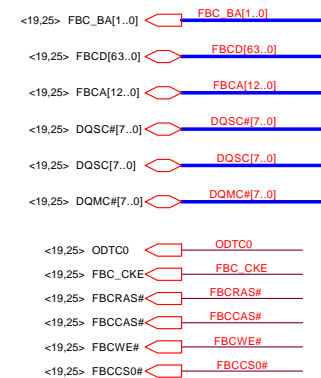 <19,25> FBC_BA[1..0] FBC_BA[1..0]
<19,25> FBCD[63..0] FBCD[63..0]
<19,25> FBCA[12..0] FBCA[12..0]
<19,25> DQSC#[7..0] DQSC#[7..0]
<19,25> DQSC[7..0] DQSC[7..0]
<19,25> DQMC#[7..0] DQMC#[7..0]
<19,25> ODTC0 ODTC0
<19,25> FBC_CKE FBC_CKE
<19,25> FBCRAS# FBCRAS#
<19,25> FBCCAS# FBCCAS#
<19,25> FBCWE# FBCWE#
<19,25> FBCCS0# FBCCS0#